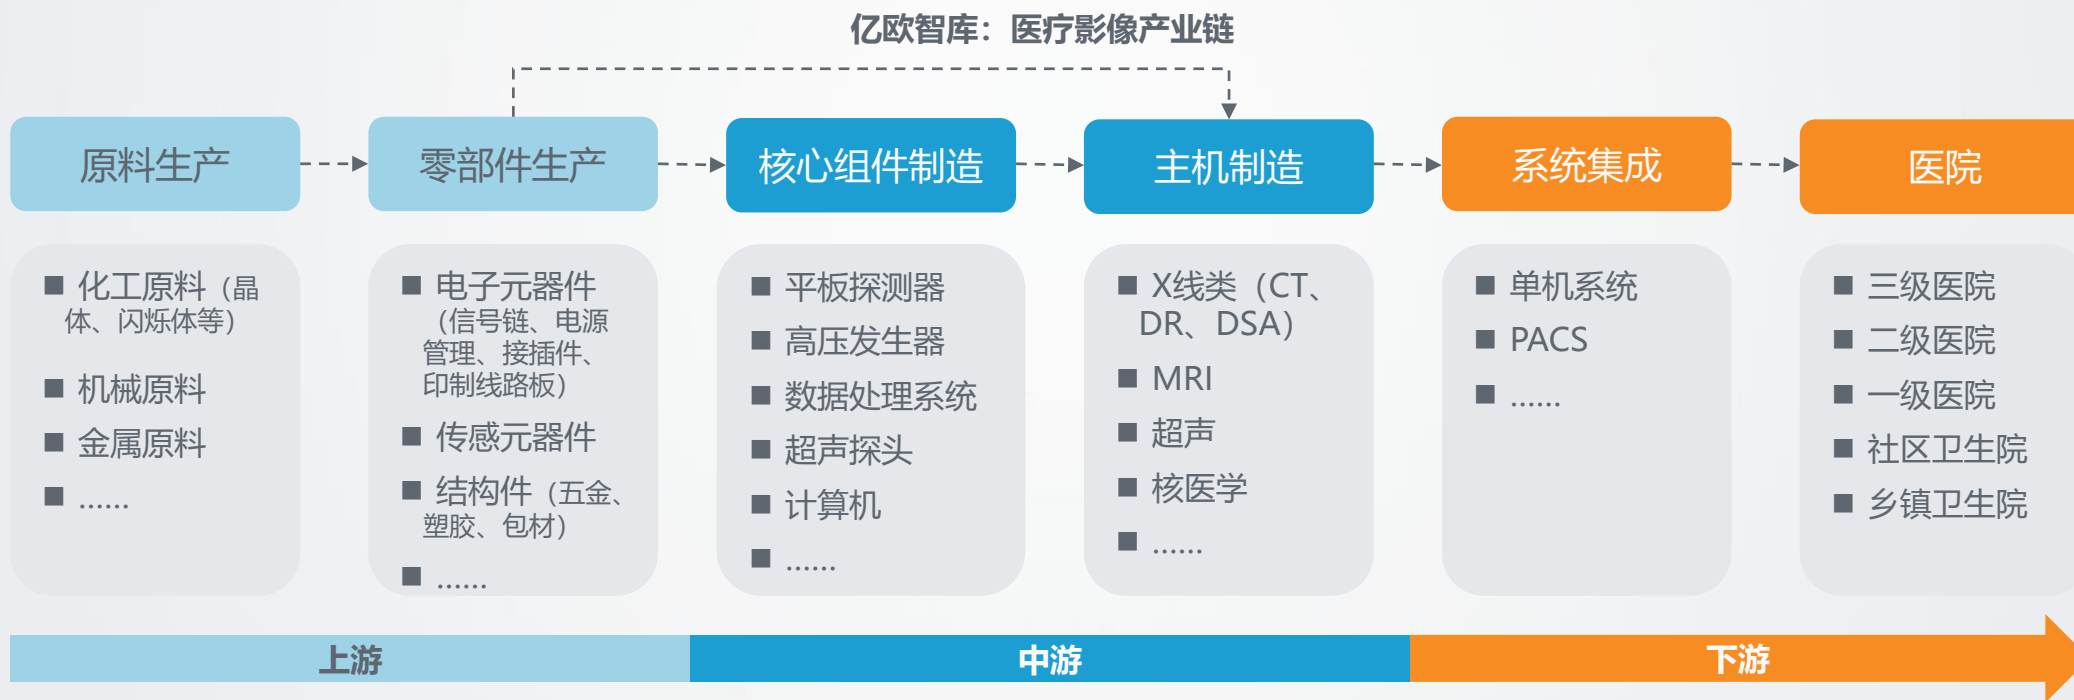 亿欧智库：医疗影像产业链
原料生产
零部件生产
核心组件制造
主机制造
系统集成
医院
■ 化工原料（晶
体、闪烁体等）
■ 机械原料
■ 金属原料
■ ……
■ 电子元器件
（信号链、电源
管理、接插件、
印制线路板）
■ 传感元器件
■ 结构件（五金、
塑胶、包材）
■ ……
■ 平板探测器
■ 高压发生器
■ 数据处理系统
■ 超声探头
■ 计算机
■ ……
■ X线类（CT、
DR、DSA）
■ MRI
■ 超声
■ 核医学
■ ……
■ 单机系统
■ PACS
■ ……
■ 三级医院
■ 二级医院
■ 一级医院
■ 社区卫生院
■ 乡镇卫生院
上游
中游
下游